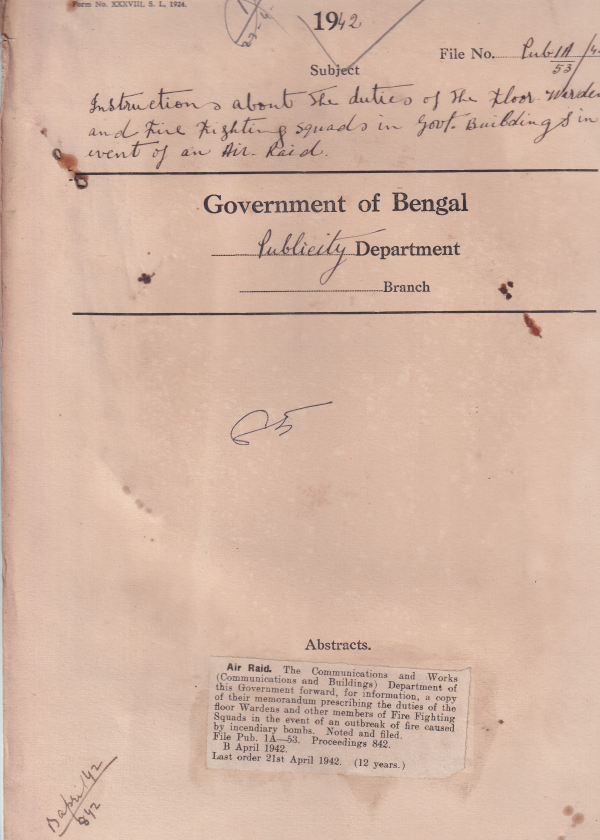 Form No. XXXVIII, S. I., 1924.
1942
File No. Pub 1A/4
53
Subject
Instructions about the duties of the Floor Warden
and Fire Fighting Squads in Govt. Buildings in
event of an Air Raid.
Government of Bengal
Publicity Department
Branch
Abstracts.
Air Raid. The Communications and Works
(Communications and Buildings) Department of
this Government forward, for information, a copy
of their memorandum prescribing the duties of the
floor Wardens and other members of Fire Fighting
Squads in the event of an outbreak of fire caused
by incendiary bombs. Noted and filed.
File Pub. 1A—53. Proceedings 842.
B April 1942.
Last order 21st April 1942. (12 years.)
B april 42
842